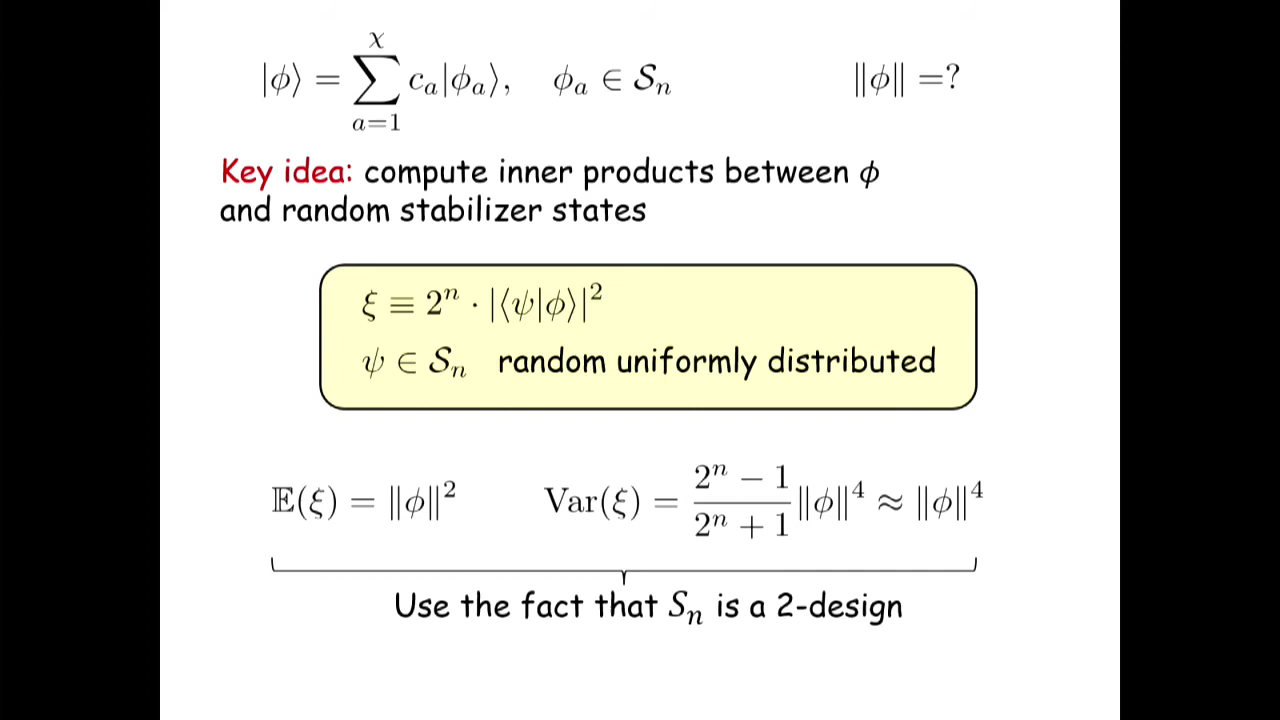 |ϕ⟩ = ∑_{a=1}^{χ} c_a|ϕ_a⟩, ϕ_a ∈ 𝒮_n ‖ϕ‖ =?
Key idea: compute inner products between ϕ
and random stabilizer states
ξ ≡ 2^n · |⟨ψ|ϕ⟩|^2
ψ ∈ 𝒮_n random uniformly distributed
𝔼(ξ) = ‖ϕ‖^2 Var(ξ) = \frac{2^n − 1}{2^n + 1}‖ϕ‖^4 ≈ ‖ϕ‖^4
Use the fact that S_n is a 2-design